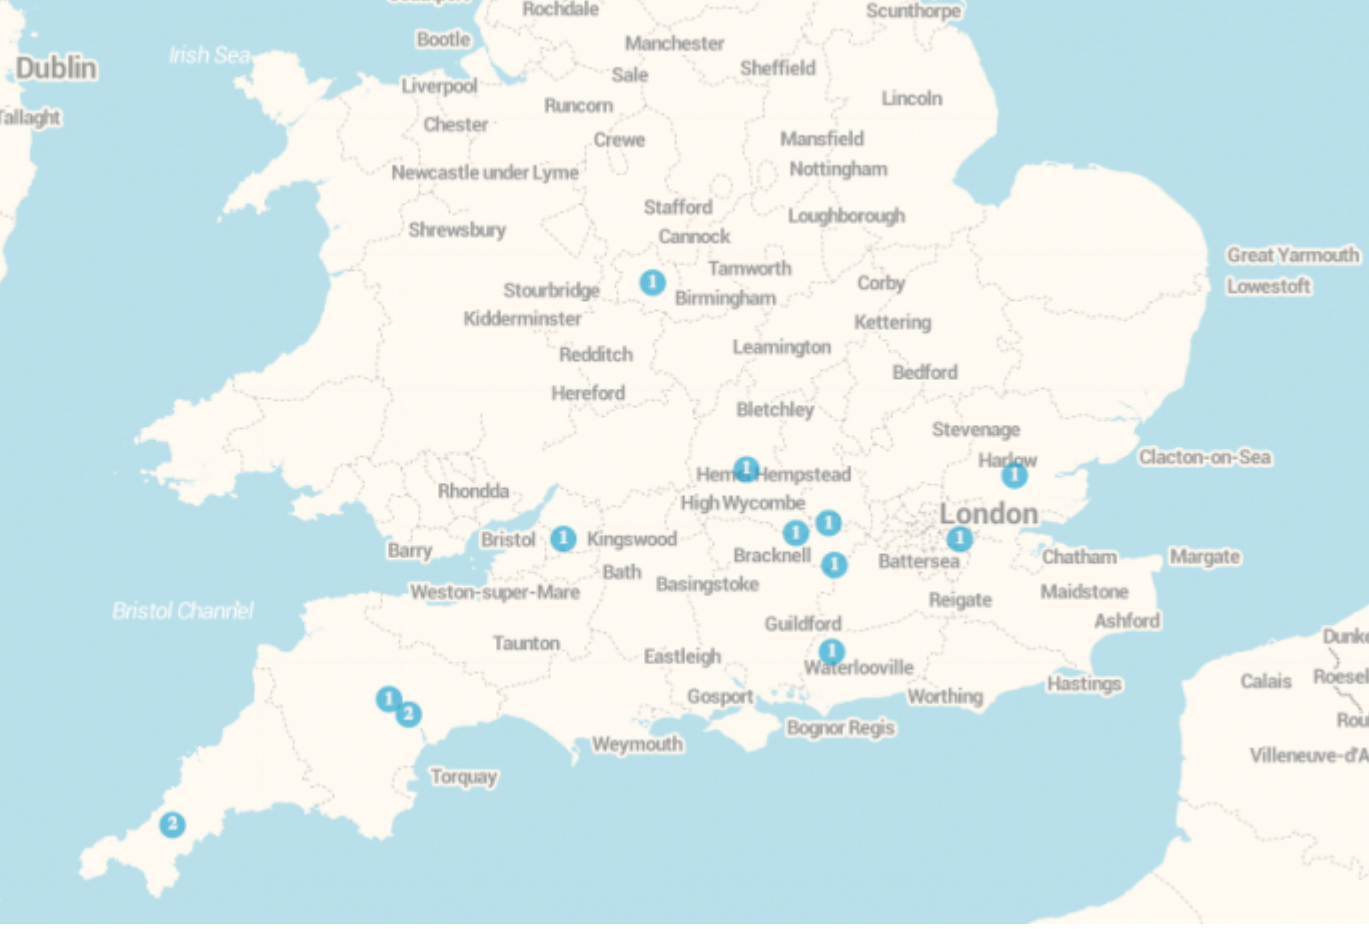 Rochdale
Scunthorpe
Bootle
Manchester
Irish Sea
Dublin
Sale
Sheffield
Liverpool
Runcorn
Lincoln
Tallaght
Chester
Crewe
Mansfield
Newcastle under Lyme
Nottingham
Stafford
Loughborough
Shrewsbury
Cannock
Great Yarmouth
Tamworth
1
Corby
Lowestoft
Stourbridge
Birmingham
Kidderminster
Kettering
Leamington
Redditch
Bedford
Hereford
Bletchley
Stevenage
Clacton-on-Sea
Harlow
1
Hemel Hempstead
1
Rhondda
High Wycombe
London
1
1
Bristol
1
Kingswood
1
Barry
Bracknell
1
Battersea
Chatham
Margate
Bath
Basingstoke
Weston-super-Mare
Reigate
Maidstone
Bristol Channel
Guildford
Ashford
Taunton
Eastleigh
1
Waterlooville
Calais
Hastings
Gosport
Worthing
1
2
Bognor Regis
Weymouth
Torquay
2